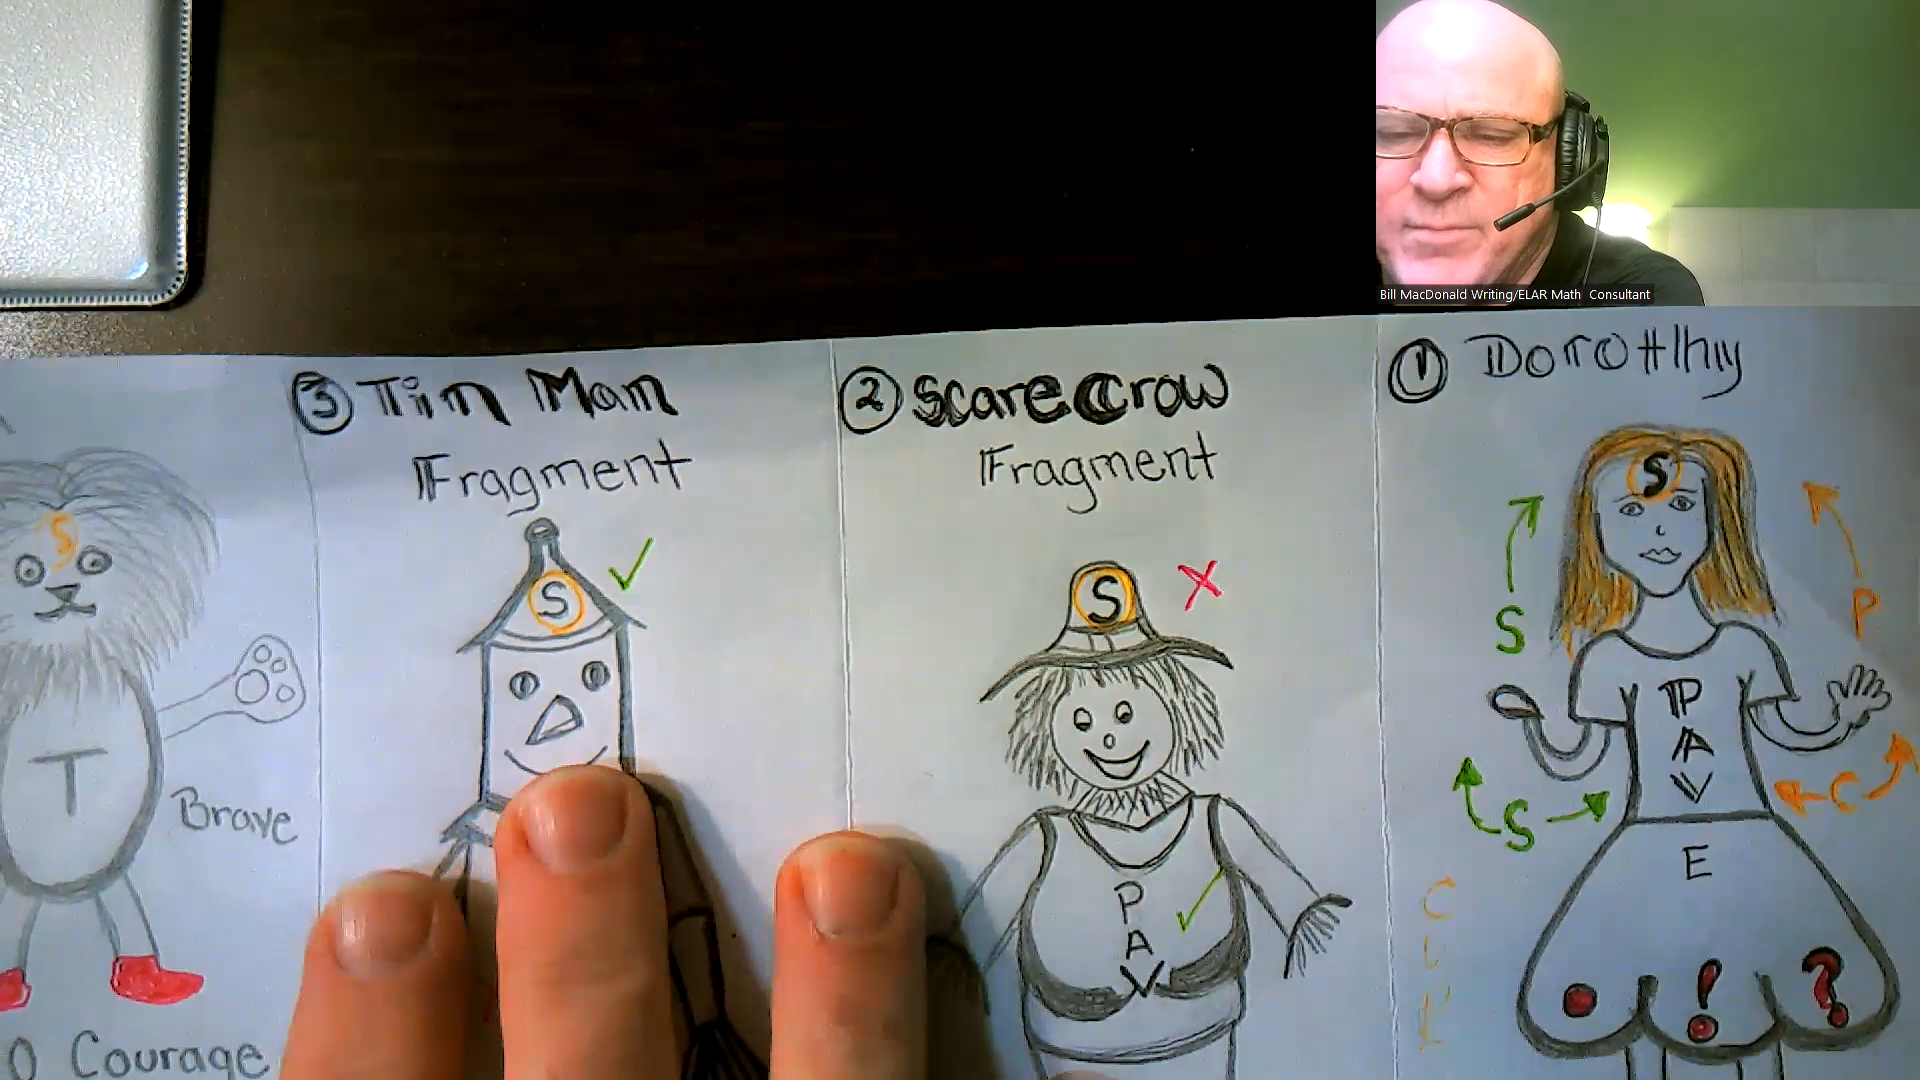 Bill MacDonald Writing/ELAR Math Consultant
3 Tin Man
Fragment
S
2 ScareCrow
Fragment
S
X
P
A
V
1 Dorothy
S
S
S
P
C
P
A
V
E
. ! ?
C
S
T
Brave
O Courage